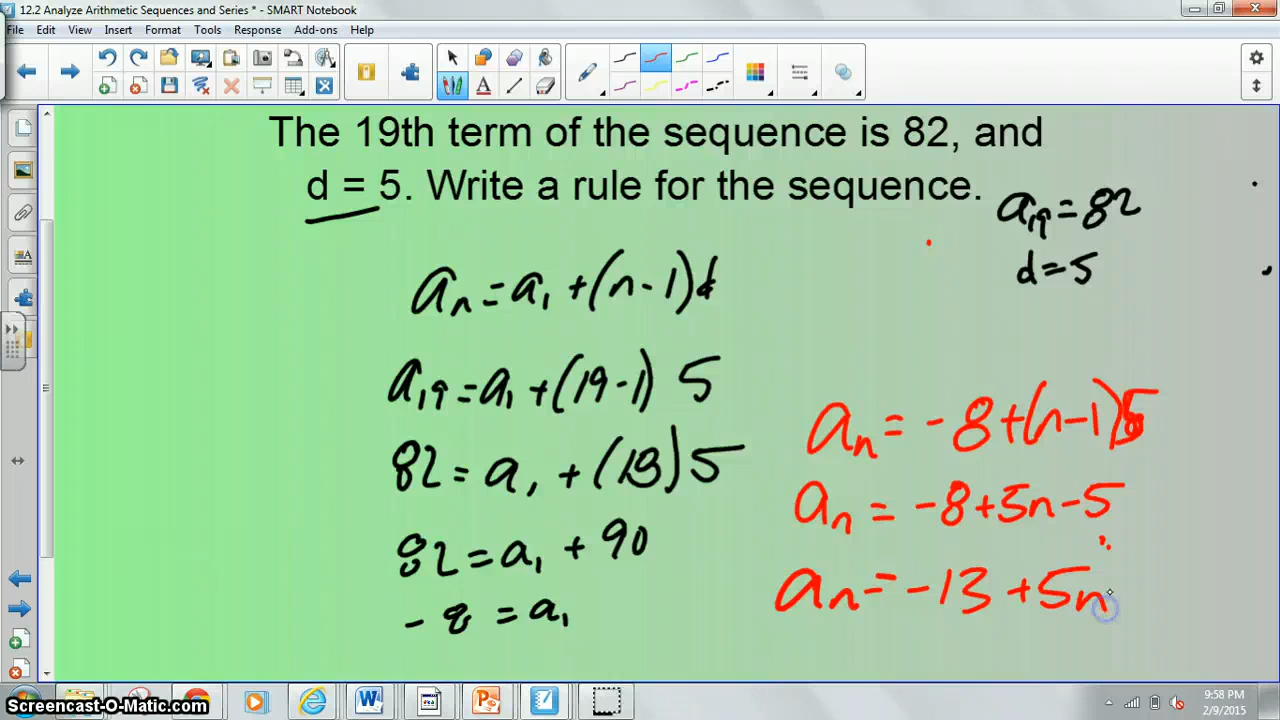 12.2 Analyze Arithmetic Sequences and Series * - SMART Notebook
File Edit View Insert Format Tools Response Add-ons Help
The 19th term of the sequence is 82, and
d = 5. Write a rule for the sequence.
a₁₉ = 82
d = 5
aₙ = a₁ + (n - 1)d
a₁₉ = a₁ + (19 - 1) 5
82 = a₁ + (18) 5
82 = a₁ + 90
- 8 = a₁
aₙ = - 8 + (n - 1)5
aₙ = - 8 + 5n - 5
aₙ = - 13 + 5n
Screencast-O-Matic.com
9:58 PM
2/9/2015